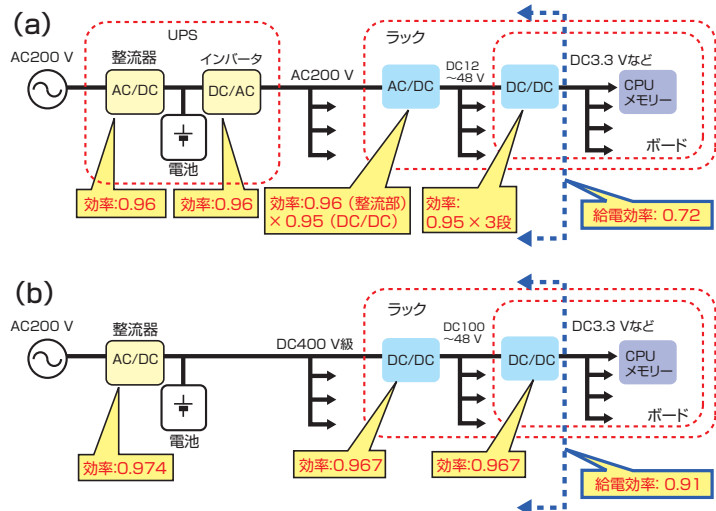 (a)
UPS
ラック
AC200 V
整流器
インバータ
AC200 V
DC12
~48 V
DC3.3 Vなど
AC/DC
DC/AC
AC/DC
DC/DC
CPU
メモリー
電池
ボード
効率:0.96
効率:0.96
効率:0.96 (整流部)
× 0.95 (DC/DC)
効率:
0.95 × 3段
給電効率: 0.72
(b)
ラック
AC200 V
整流器
DC400 V級
DC100
~48 V
DC3.3 Vなど
AC/DC
DC/DC
DC/DC
CPU
メモリー
電池
ボード
効率:0.974
効率:0.967
効率:0.967
給電効率: 0.91